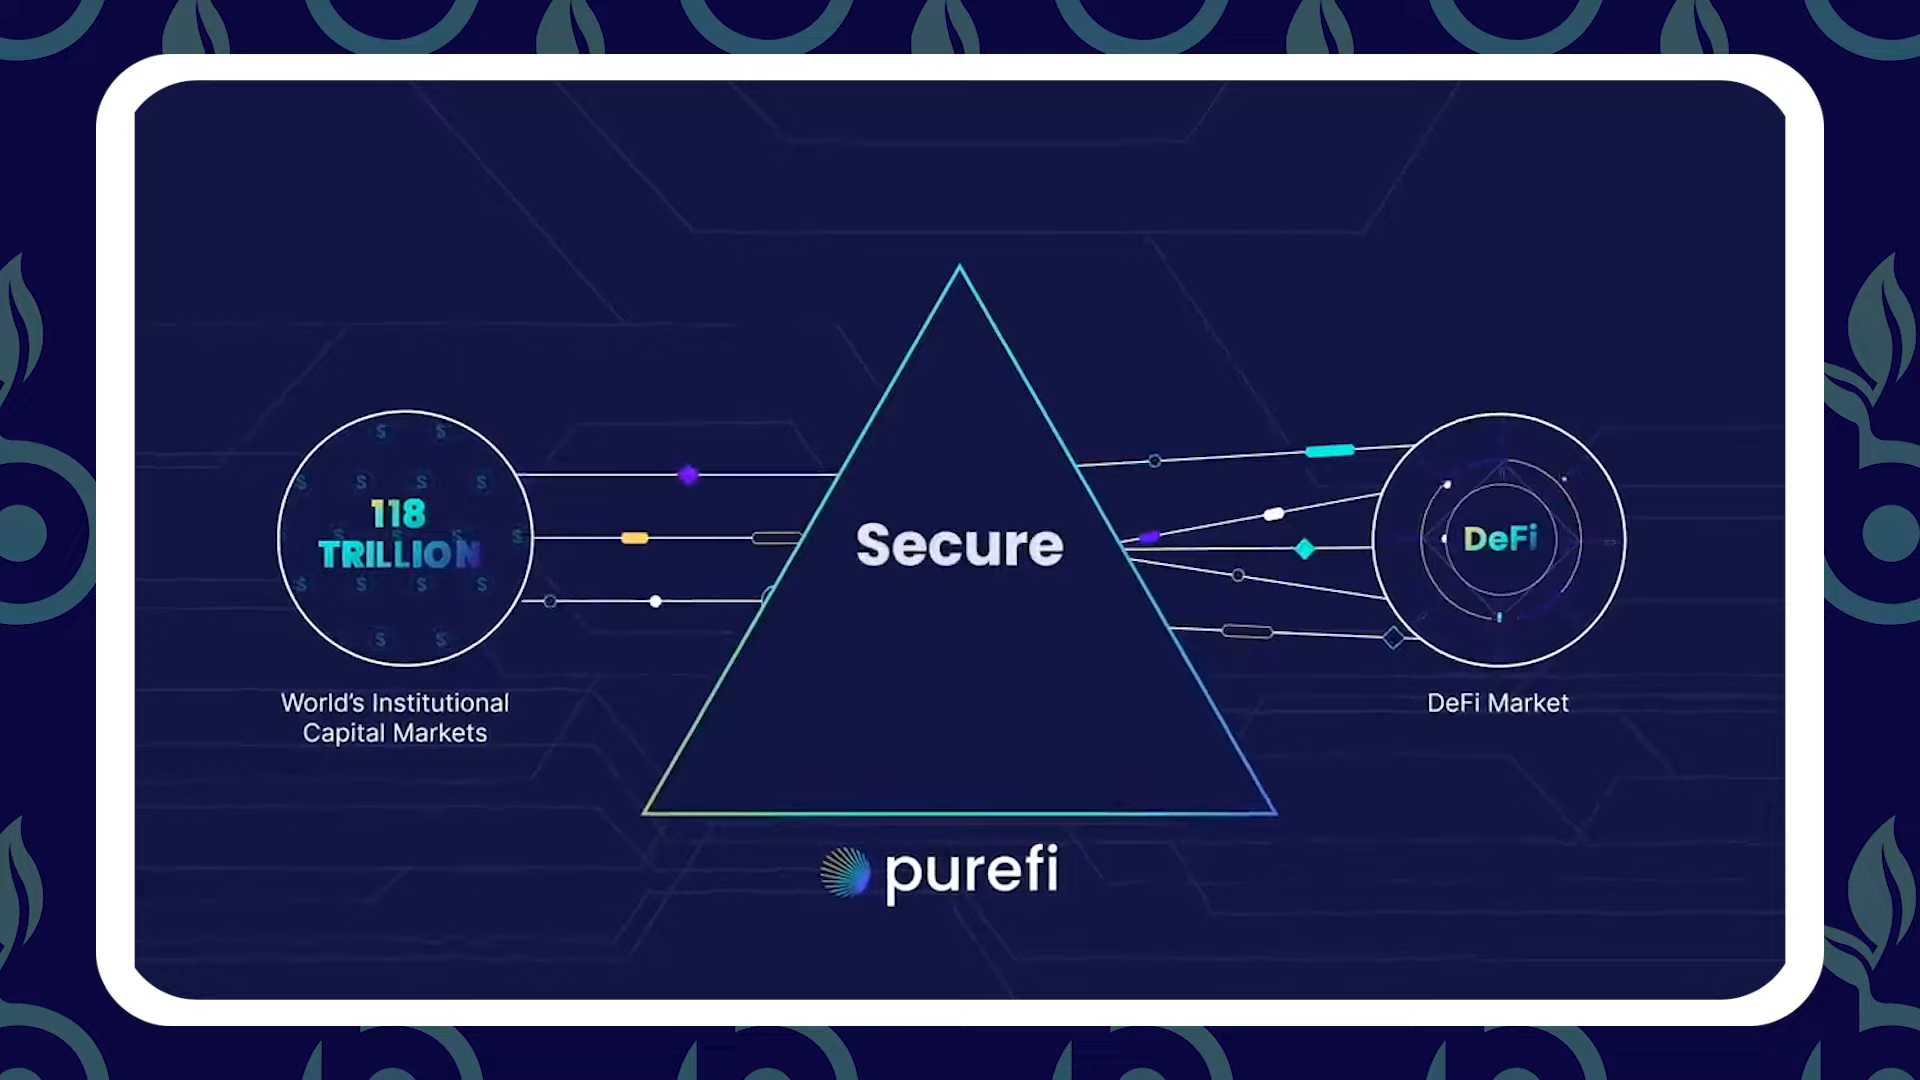 118
TRILLION
World's Institutional
Capital Markets
Secure
DeFi
DeFi Market
purefi